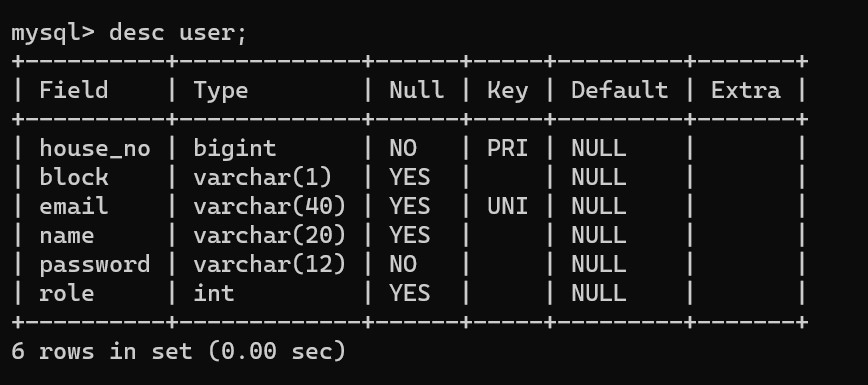 mysql> desc user;
+----------+-------------+------+-----+---------+-------+
| Field    | Type        | Null | Key | Default | Extra |
+----------+-------------+------+-----+---------+-------+
| house_no | bigint      | NO   | PRI | NULL    |       |
| block    | varchar(1)  | YES  |     | NULL    |       |
| email    | varchar(40) | YES  | UNI | NULL    |       |
| name     | varchar(20) | YES  |     | NULL    |       |
| password | varchar(12) | NO   |     | NULL    |       |
| role     | int         | YES  |     | NULL    |       |
+----------+-------------+------+-----+---------+-------+
6 rows in set (0.00 sec)